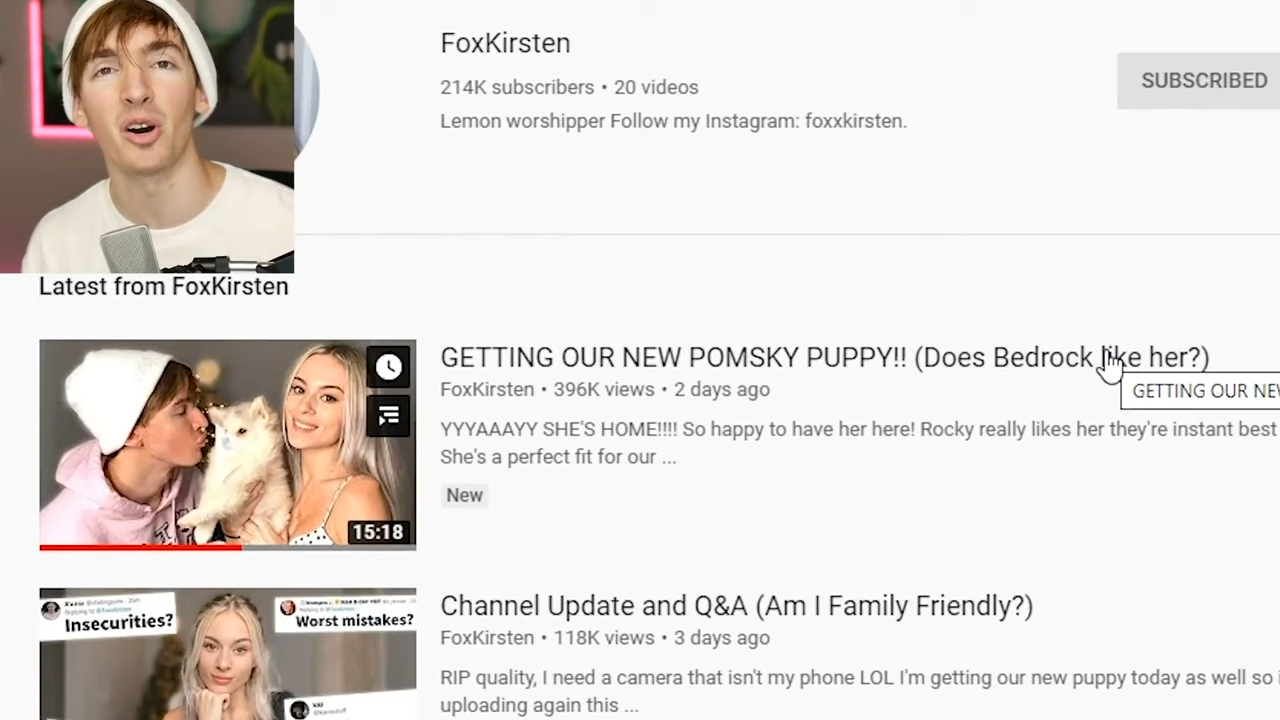 FoxKirsten
214K subscribers • 20 videos
SUBSCRIBED
Lemon worshipper Follow my Instagram: foxxkirsten.
Latest from FoxKirsten
GETTING OUR NEW POMSKY PUPPY!! (Does Bedrock like her?)
FoxKirsten • 396K views • 2 days ago
GETTING OUR NEW
YYYAAAYY SHE'S HOME!!!! So happy to have her here! Rocky really likes her they're instant best
She's a perfect fit for our ...
New
15:18
Channel Update and Q&A (Am I Family Friendly?)
FoxKirsten • 118K views • 3 days ago
Insecurities?
Worst mistakes?
RIP quality, I need a camera that isn't my phone LOL I'm getting our new puppy today as well so i
uploading again this ...